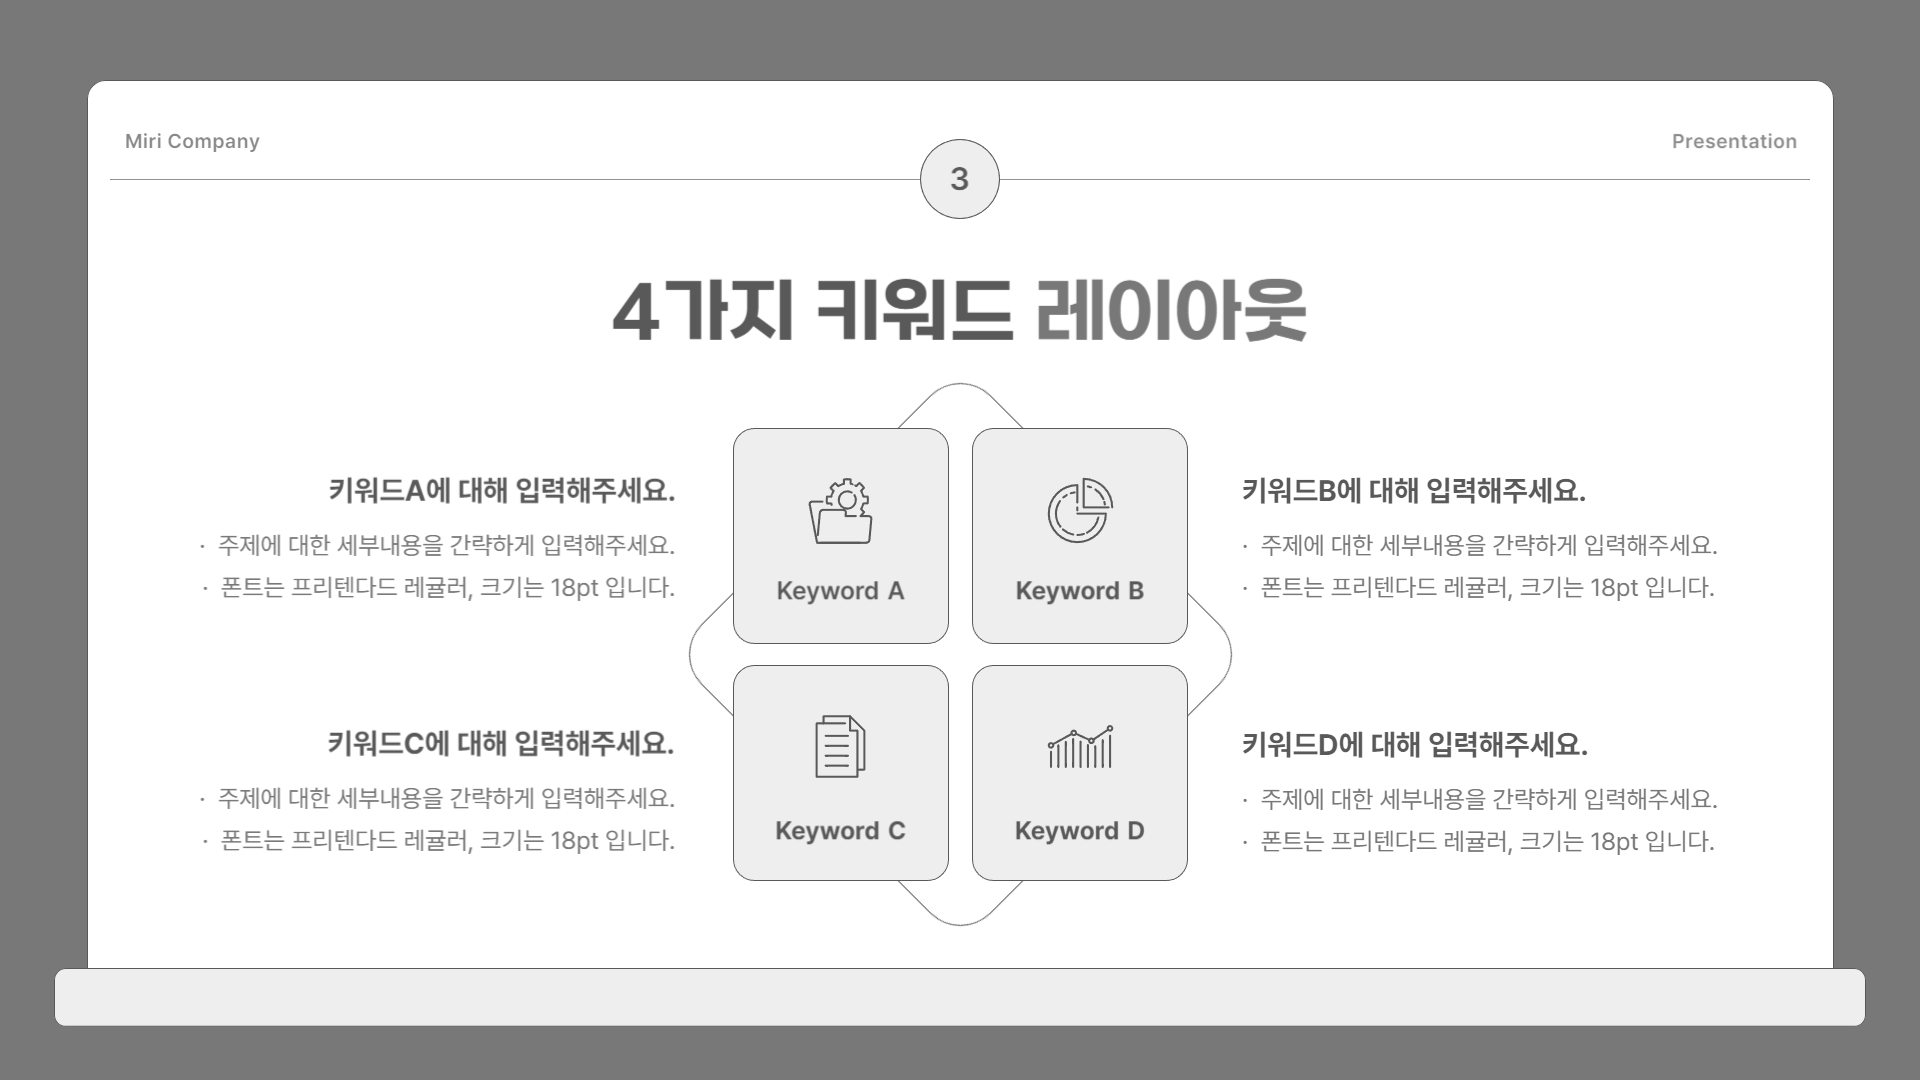 Miri Company
Presentation
3
4가지 키워드 레이아웃
키워드A에 대해 입력해주세요.
· 주제에 대한 세부내용을 간략하게 입력해주세요.
· 폰트는 프리텐다드 레귤러, 크기는 18pt 입니다.
Keyword A
Keyword B
키워드B에 대해 입력해주세요.
· 주제에 대한 세부내용을 간략하게 입력해주세요.
· 폰트는 프리텐다드 레귤러, 크기는 18pt 입니다.
키워드C에 대해 입력해주세요.
· 주제에 대한 세부내용을 간략하게 입력해주세요.
· 폰트는 프리텐다드 레귤러, 크기는 18pt 입니다.
Keyword C
Keyword D
키워드D에 대해 입력해주세요.
· 주제에 대한 세부내용을 간략하게 입력해주세요.
· 폰트는 프리텐다드 레귤러, 크기는 18pt 입니다.